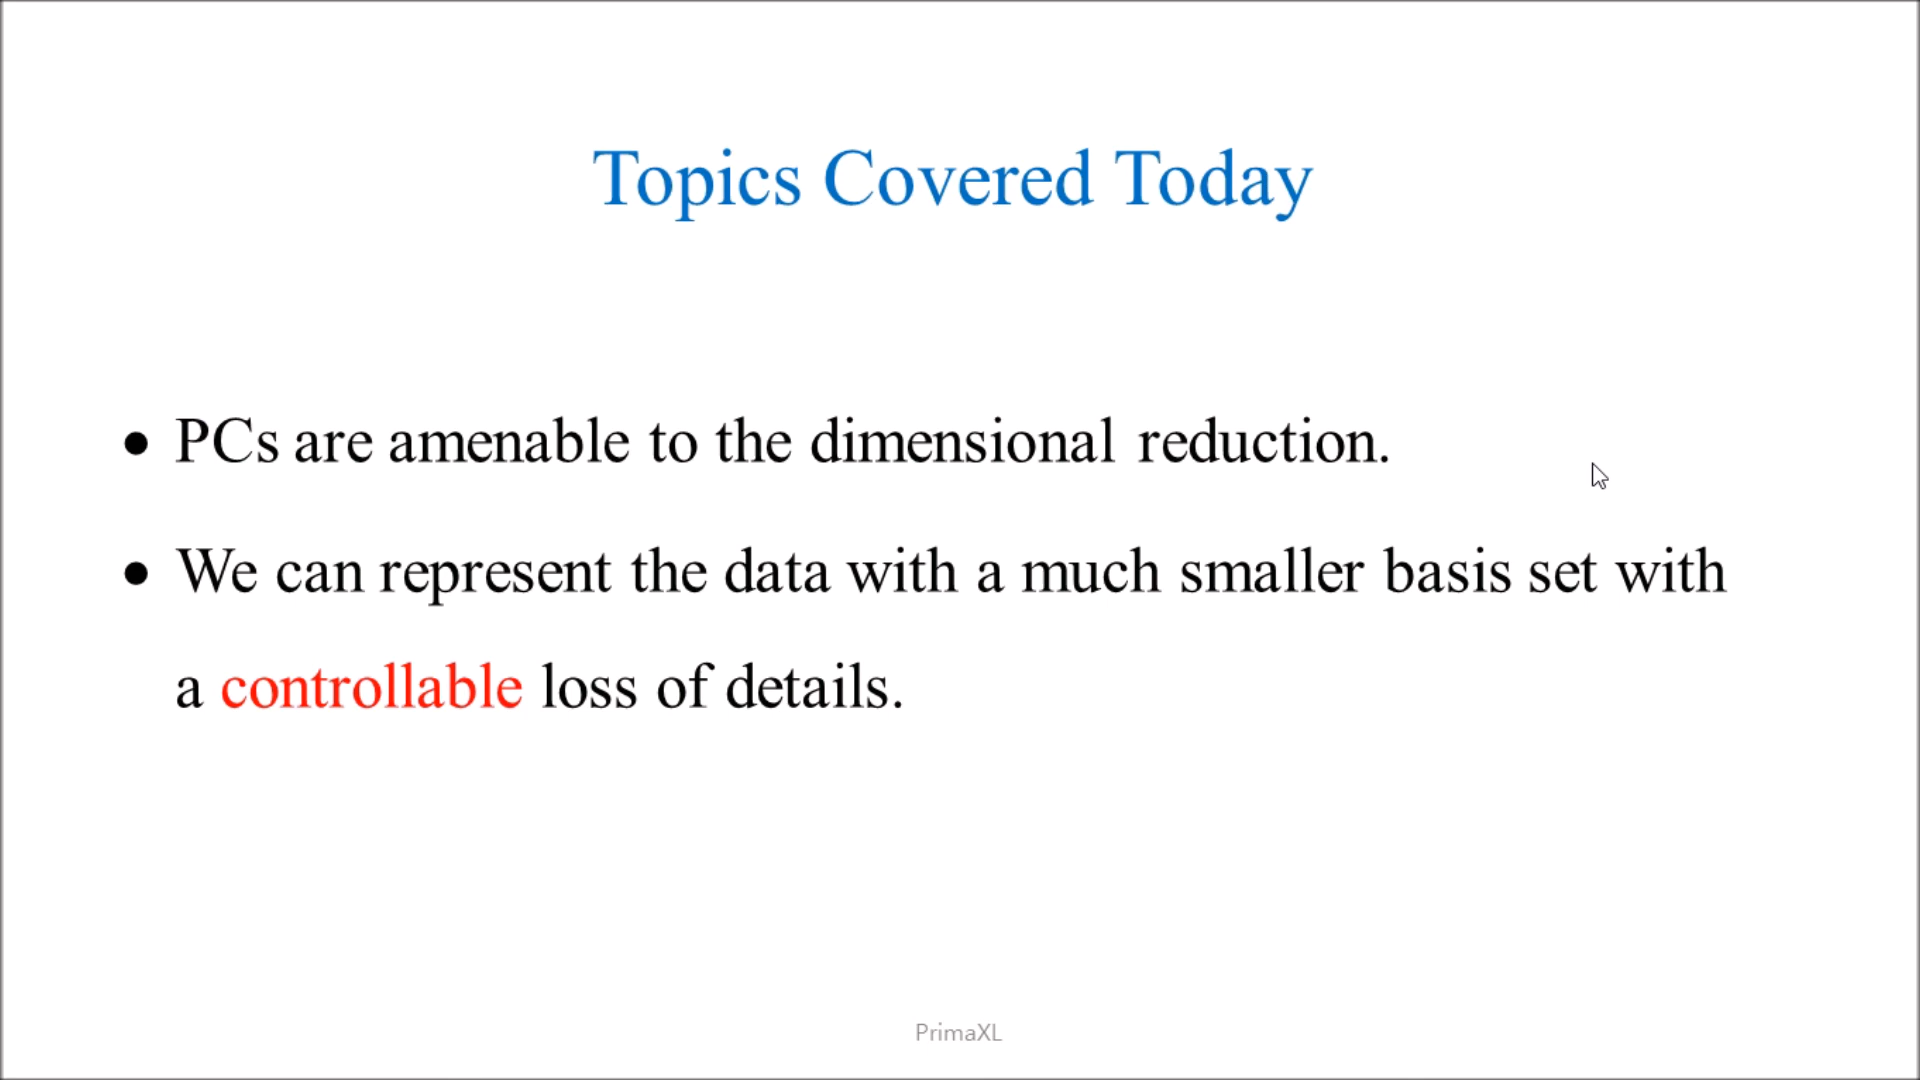 Topics Covered Today
• PCs are amenable to the dimensional reduction.
• We can represent the data with a much smaller basis set with
a controllable loss of details.
PrimaXL